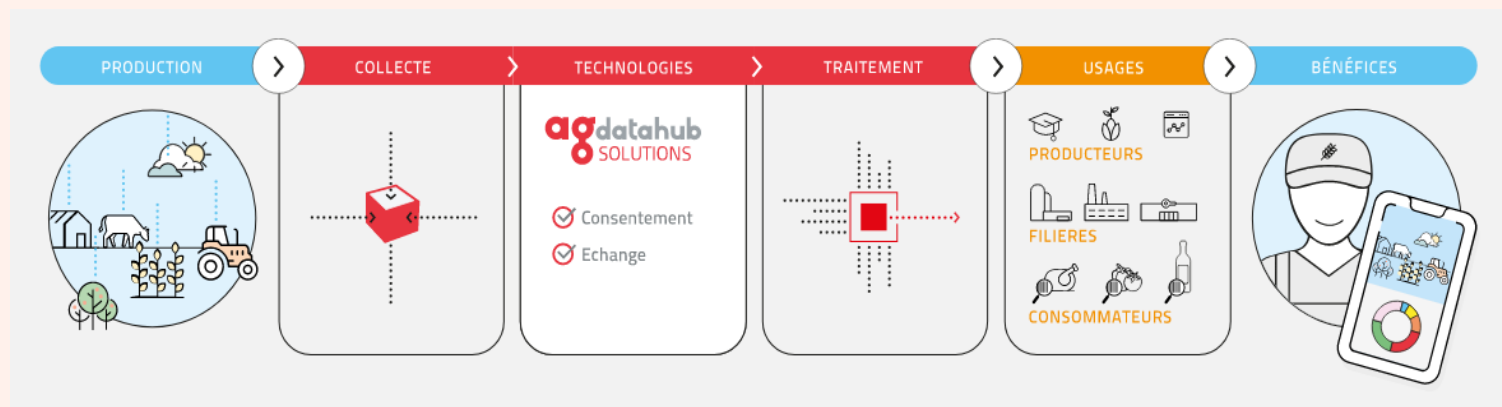 PRODUCTION
COLLECTE
TECHNOLOGIES
TRAITEMENT
USAGES
BÉNÉFICES
agdatahub
SOLUTIONS
Consentement
Echange
PRODUCTEURS
FILIERES
CONSOMMATEURS